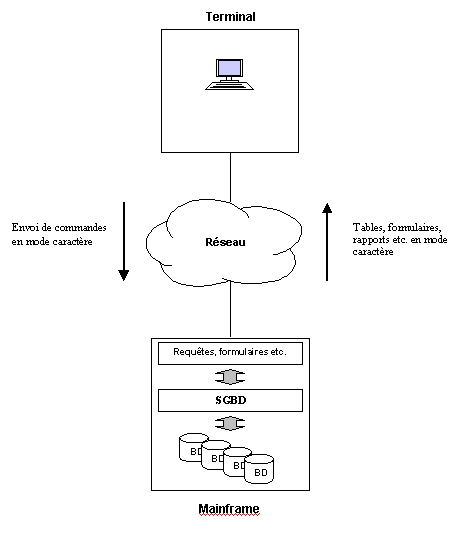 Terminal
Envoi de commandes
en mode caractère
Réseau
Tables, formulaires,
rapports etc. en mode
caractère
Requêtes, formulaires etc.
SGBD
BD
BD
BD
BD
Mainframe